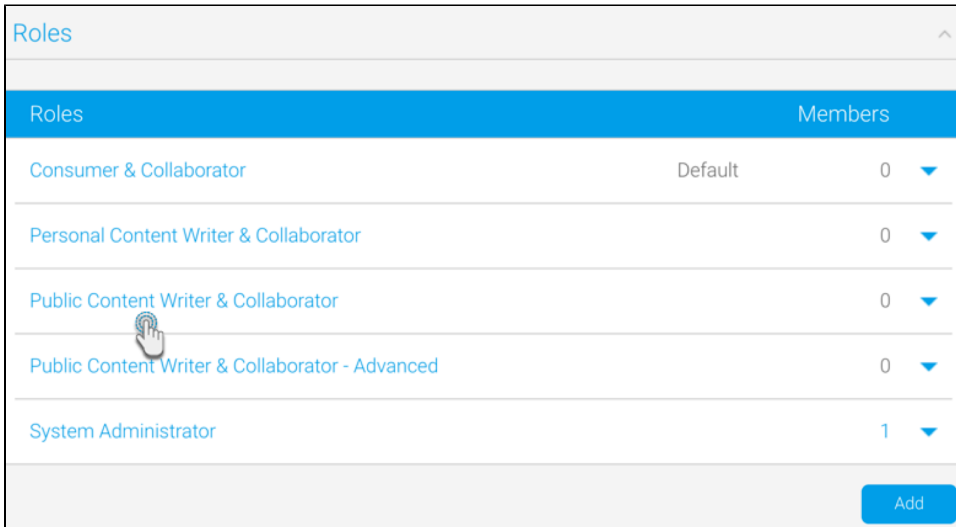 Roles
Roles Members
Consumer & Collaborator Default 0
Personal Content Writer & Collaborator 0
Public Content Writer & Collaborator 0
Public Content Writer & Collaborator - Advanced 0
System Administrator 1
Add